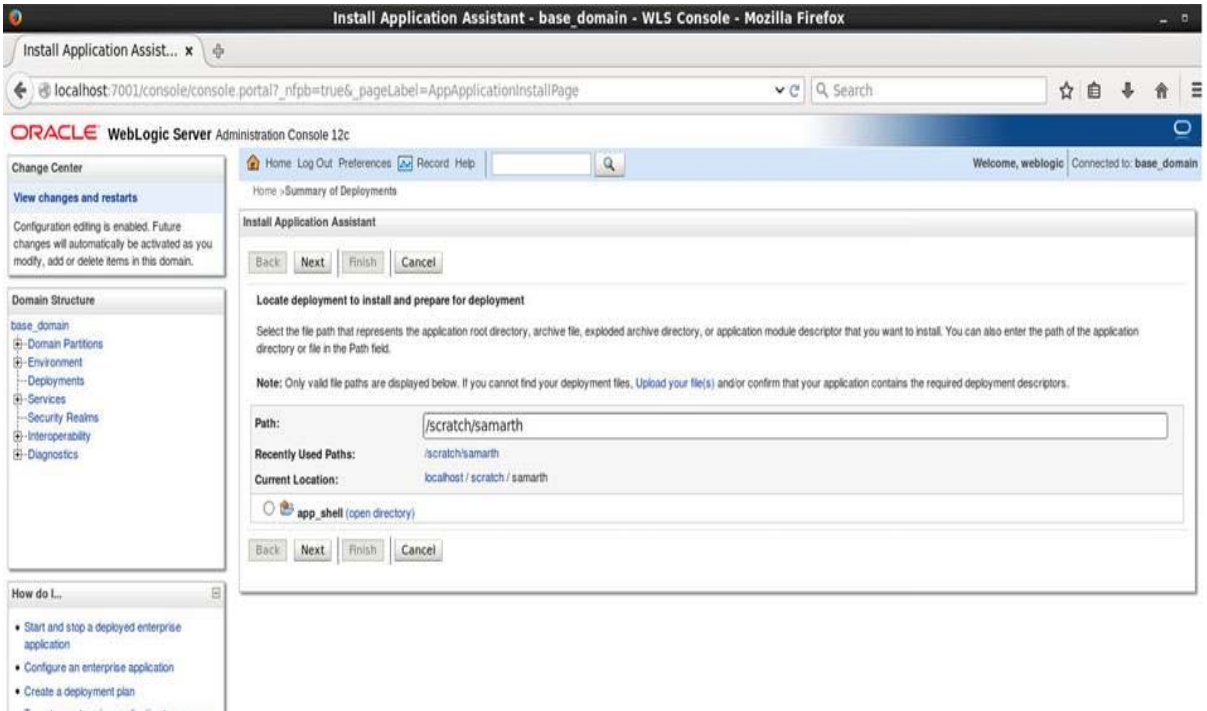 Install Application Assistant - base_domain - WLS Console - Mozilla Firefox
Install Application Assist...
localhost:7001/console/console.portal?_nfpb=true&_pageLabel=AppApplicationInstallPage
Search
ORACLE WebLogic Server Administration Console 12c
Change Center
View changes and restarts
Configuration editing is enabled. Future
changes will automatically be activated as you
modify, add or delete items in this domain.
Domain Structure
base_domain
Domain Partitions
Environment
Deployments
Services
Security Realms
Interoperability
Diagnostics
How do I...
Start and stop a deployed enterprise
application
Configure an enterprise application
Create a deployment plan
Home Log Out Preferences Record Help
Welcome, weblogic Connected to: base_domain
Home >Summary of Deployments
Install Application Assistant
Back Next Finish Cancel
Locate deployment to install and prepare for deployment
Select the file path that represents the application root directory, archive file, exploded archive directory, or application module descriptor that you want to install. You can also enter the path of the application
directory or file in the Path field.
Note: Only valid file paths are displayed below. If you cannot find your deployment files, Upload your file(s) and/or confirm that your application contains the required deployment descriptors.
Path: /scratch/samarth
Recently Used Paths: /scratch/samarth
Current Location: localhost / scratch / samarth
app_shell (open directory)
Back Next Finish Cancel